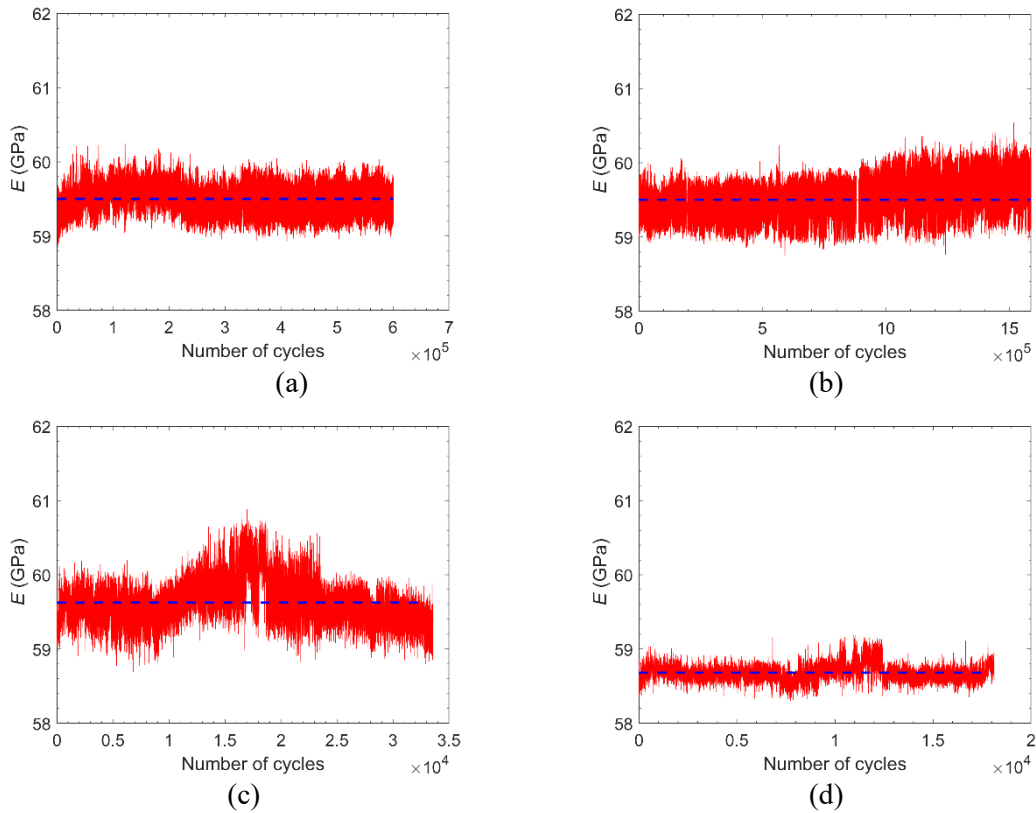 62
61
60
59
58
E (GPa)
0 1 2 3 4 5 6 7
Number of cycles
×10^5
(a)
62
61
60
59
58
E (GPa)
0 5 10 15
Number of cycles
×10^5
(b)
62
61
60
59
58
E (GPa)
0 0.5 1 1.5 2 2.5 3 3.5
Number of cycles
×10^4
(c)
62
61
60
59
58
E (GPa)
0 0.5 1 1.5 2
Number of cycles
×10^4
(d)